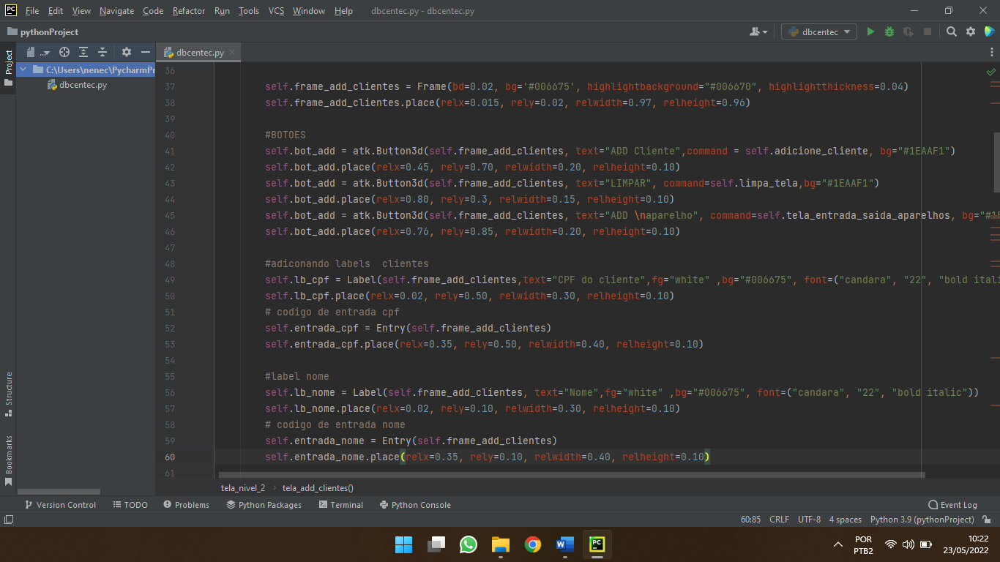 PC File Edit View Navigate Code Refactor Run Tools VCS Window Help dbcentec.py - dbcentec.py
pythonProject dbcentec
Project ... dbcentec.py
C:\Users\nenec\PycharmPr
dbcentec.py
36
37 self.frame_add_clientes = Frame(bd=0.02, bg='#006675', highlightbackground="#006670", highlightthickness=0.04)
38 self.frame_add_clientes.place(relx=0.015, rely=0.02, relwidth=0.97, relheight=0.96)
39
40 #BOTOES
41 self.bot_add = atk.Button3d(self.frame_add_clientes, text="ADD Cliente",command = self.adicione_cliente, bg="#1EAAF1")
42 self.bot_add.place(relx=0.45, rely=0.70, relwidth=0.20, relheight=0.10)
43 self.bot_add = atk.Button3d(self.frame_add_clientes, text="LIMPAR", command=self.limpa_tela,bg="#1EAAF1")
44 self.bot_add.place(relx=0.80, rely=0.3, relwidth=0.15, relheight=0.10)
45 self.bot_add = atk.Button3d(self.frame_add_clientes, text="ADD \naparelho", command=self.tela_entrada_saida_aparelhos, bg="#1E
46 self.bot_add.place(relx=0.76, rely=0.85, relwidth=0.20, relheight=0.10)
47
48 #adiconando labels  clientes
49 self.lb_cpf = Label(self.frame_add_clientes,text="CPF do cliente",fg="white" ,bg="#006675", font=("candara", "22", "bold itali
50 self.lb_cpf.place(relx=0.02, rely=0.50, relwidth=0.30, relheight=0.10)
51 # codigo de entrada cpf
52 self.entrada_cpf = Entry(self.frame_add_clientes)
53 self.entrada_cpf.place(relx=0.35, rely=0.50, relwidth=0.40, relheight=0.10)
54
55 #label nome
56 self.lb_nome = Label(self.frame_add_clientes, text="Nome",fg="white" ,bg="#006675", font=("candara", "22", "bold italic"))
57 self.lb_nome.place(relx=0.02, rely=0.10, relwidth=0.30, relheight=0.10)
58 # codigo de entrada nome
59 self.entrada_nome = Entry(self.frame_add_clientes)
60 self.entrada_nome.place(relx=0.35, rely=0.10, relwidth=0.40, relheight=0.10)
61
Structure
Bookmarks
tela_nivel_2 tela_add_clientes()
Version Control TODO Problems Python Packages Terminal Python Console Event Log
60:85 CRLF UTF-8 4 spaces Python 3.9 (pythonProject)
PC
POR
PTB2
10:22
23/05/2022